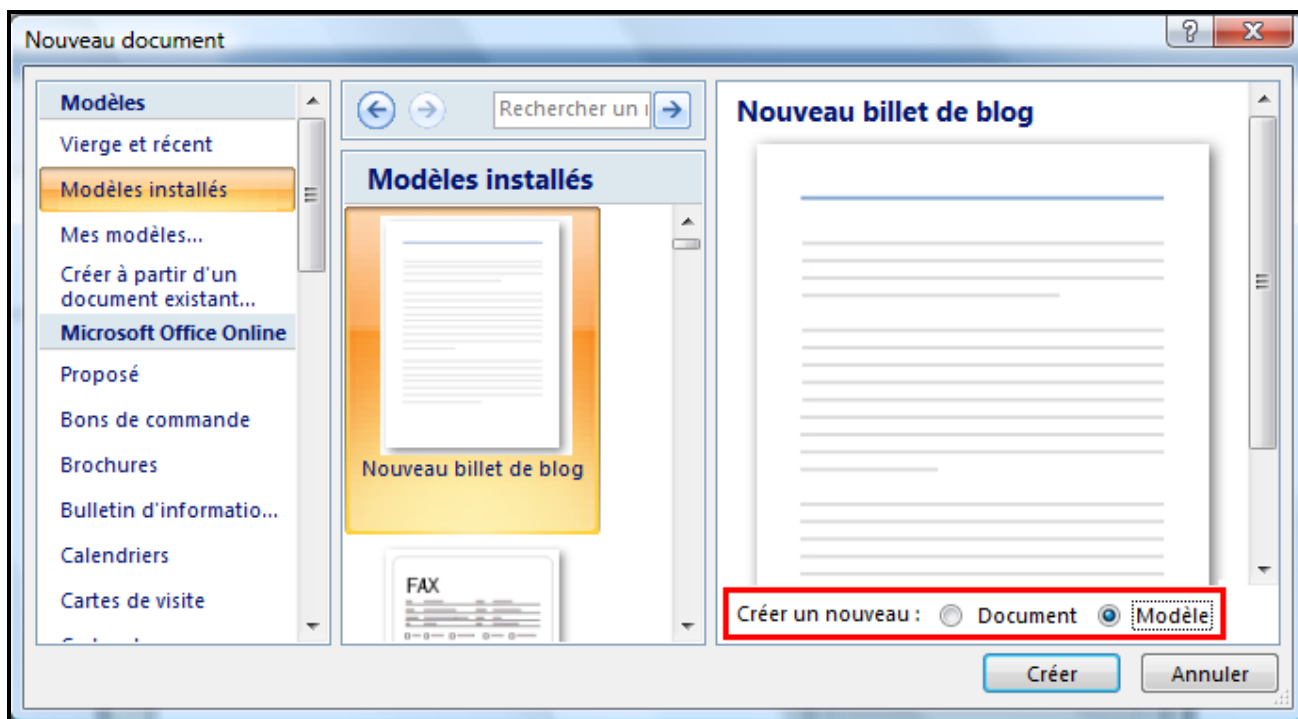 Nouveau document
Modèles
Vierge et récent
Modèles installés
Mes modèles...
Créer à partir d'un
document existant...
Microsoft Office Online
Proposé
Bons de commande
Brochures
Bulletin d'informatio...
Calendriers
Cartes de visite
Rechercher un
Modèles installés
Nouveau billet de blog
FAX
Nouveau billet de blog
Créer un nouveau : Document Modèle
Créer Annuler